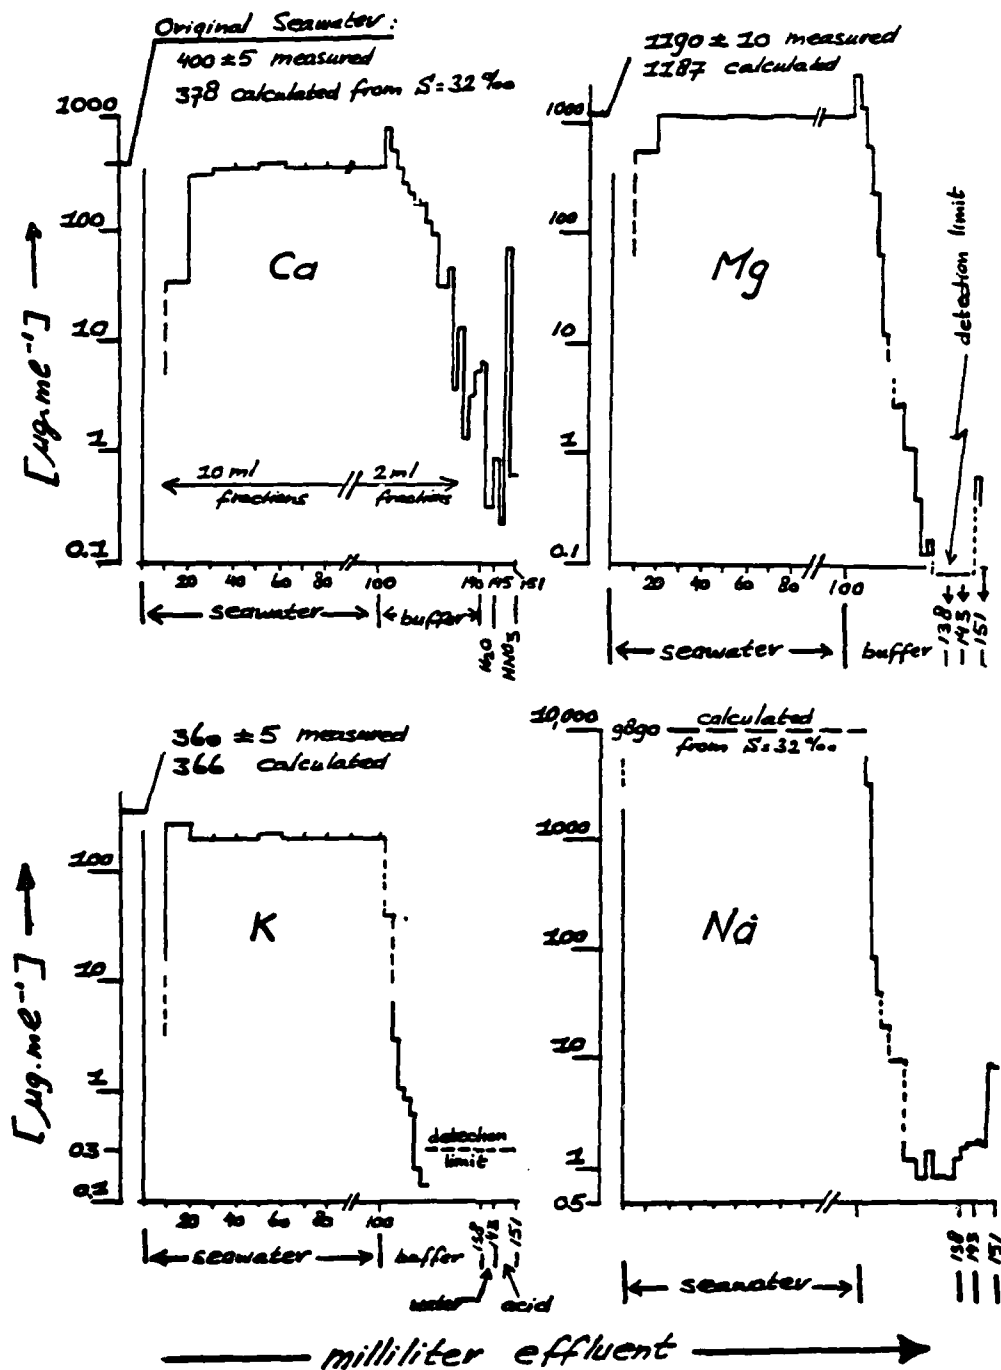 Original Seawater:
400 ±5 measured
378 calculated from S=32 ‰
1000
100
10
1
0.1
[μg.ml⁻¹]
Ca
10 ml fractions
2 ml fractions
20 40 60 80 100 140 145 151
seawater
buffer
H₂O
HNO₃
1190 ± 10 measured
1187 calculated
1000
100
10
1
0.1
Mg
detection limit
20 40 60 80 100
seawater
buffer
138
143
151
360 ±5 measured
366 calculated
100
10
1
0.3
0.1
[μg.ml⁻¹]
K
detection
limit
20 40 60 80 100
138
143
151
seawater
buffer
water
acid
10,000
9890 calculated
from S=32 ‰
1000
100
10
1
0.5
Na
138
143
151
seawater
milliliter effluent